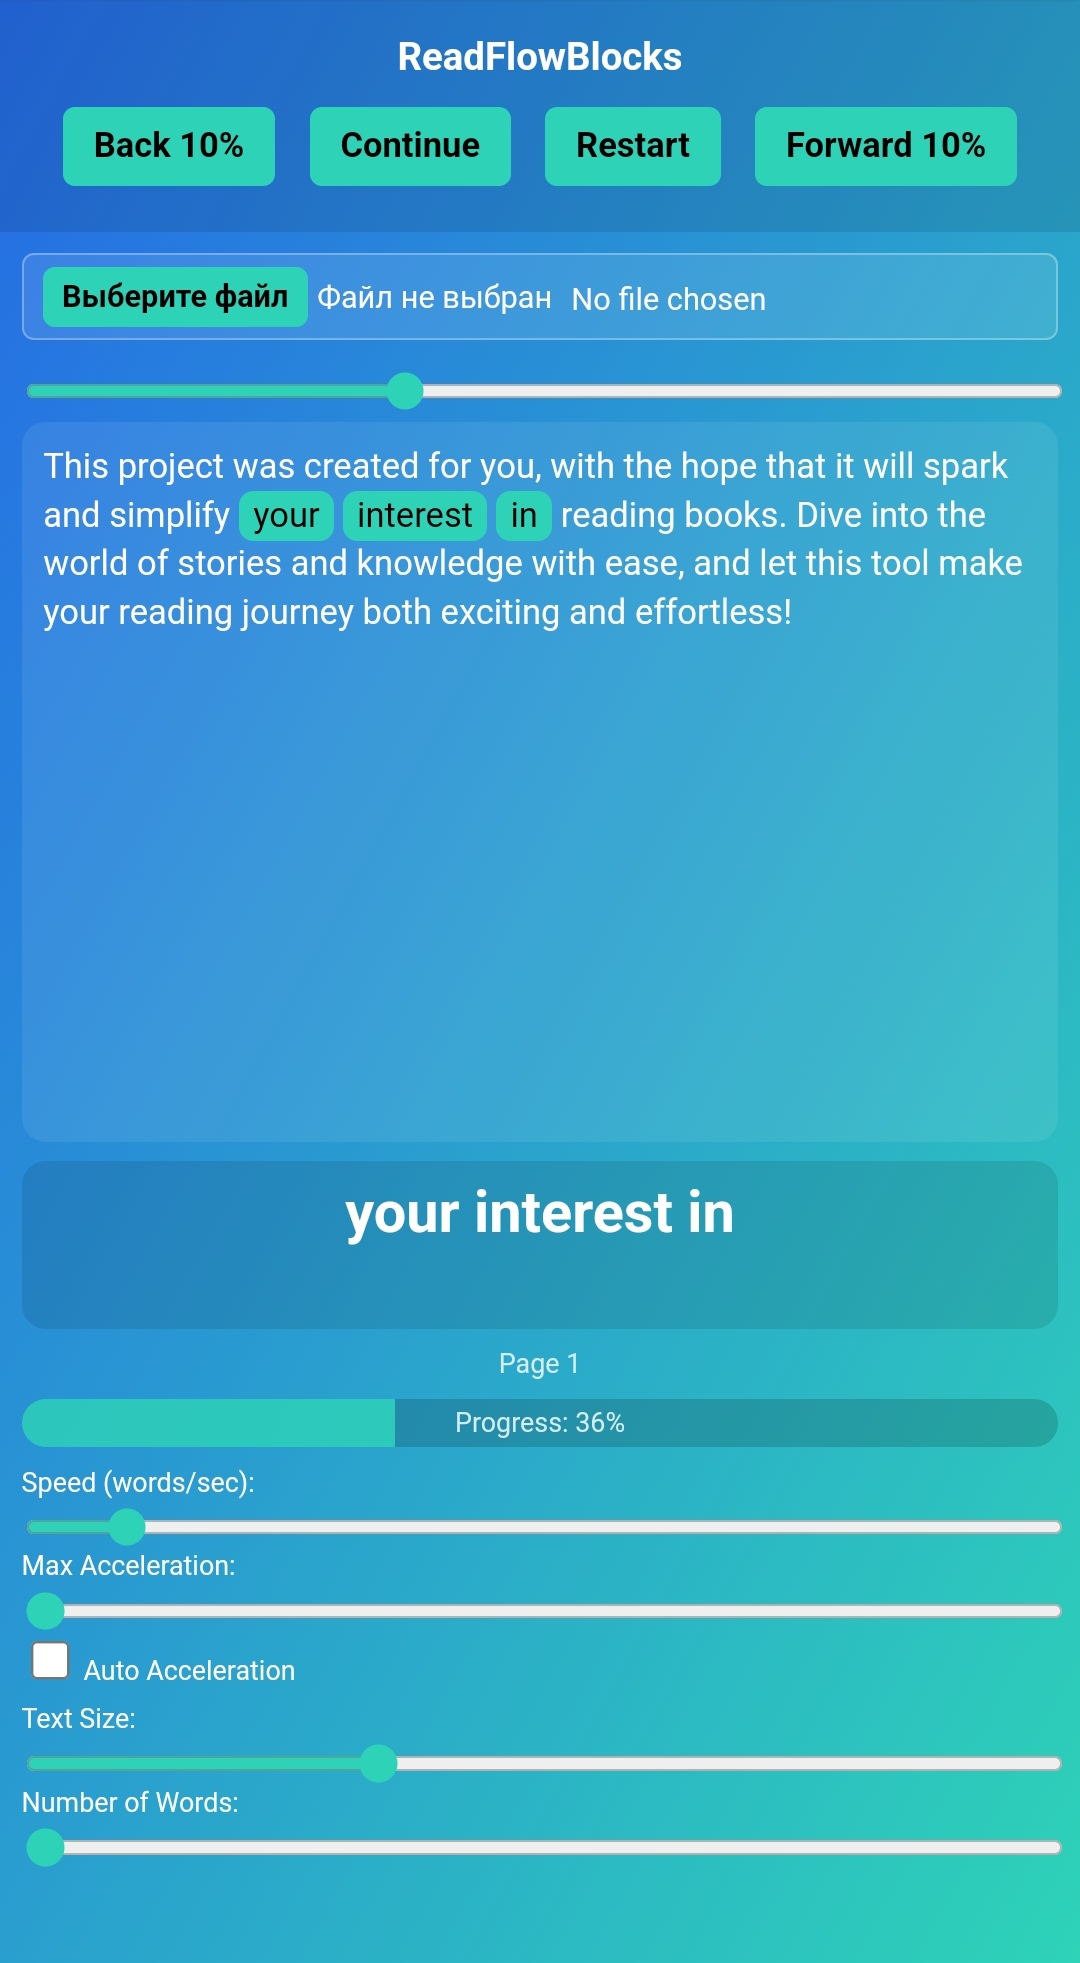 ReadFlowBlocks
Back 10% Continue Restart Forward 10%
Выберите файл Файл не выбран No file chosen
This project was created for you, with the hope that it will spark
and simplify your interest in reading books. Dive into the
world of stories and knowledge with ease, and let this tool make
your reading journey both exciting and effortless!
your interest in
Page 1
Progress: 36%
Speed (words/sec):
Max Acceleration:
Auto Acceleration
Text Size:
Number of Words: